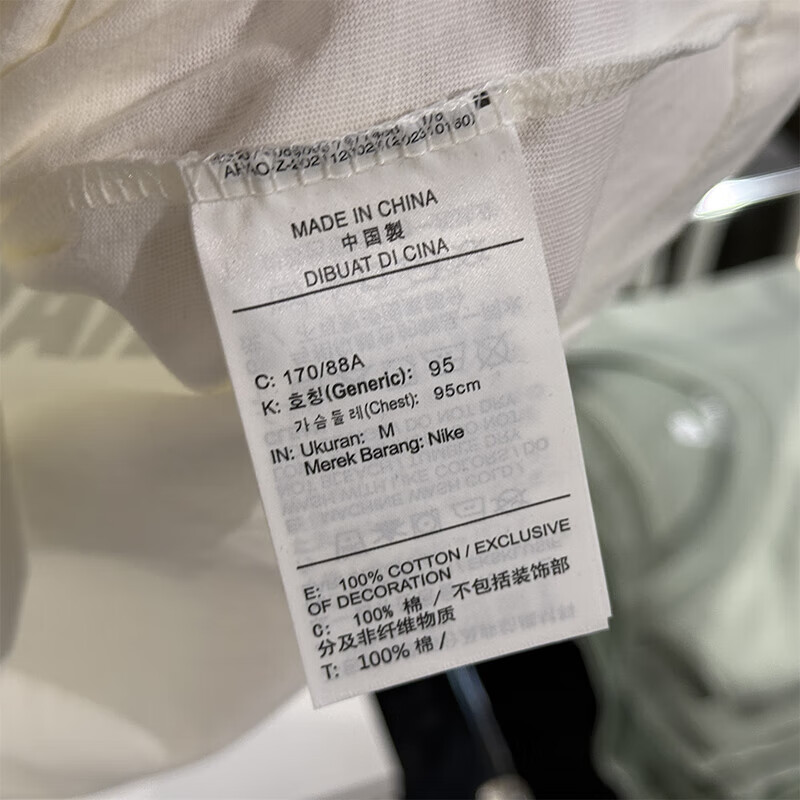 MADE IN CHINA
中国製
DIBUAT DI CINA
C: 170/88A
K: 호칭(Generic): 95
가슴둘레(Chest): 95cm
IN: Ukuran: M
Merek Barang: Nike
E: 100% COTTON / EXCLUSIVE
OF DECORATION
C: 100% 棉 / 不包括装饰部
分及非纤维物质
T: 100% 棉 /